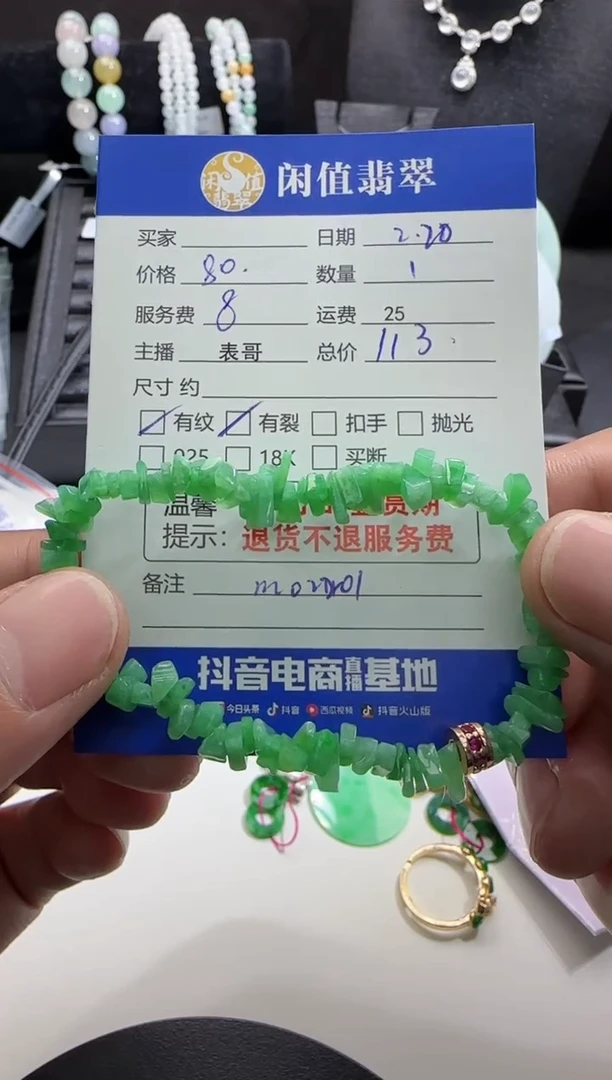 闲值翡翠
闲值翡翠
买家 日期 2.20
价格 80. 数量 1
服务费 8 运费 25
主播 表哥 总价 113
尺寸 约
有纹 有裂 扣手 抛光
925 18K 买断
温馨 员期
提示: 退货不退服务费
备注
抖音电商直播基地
今日头条 抖音 西瓜视频 抖音火山版